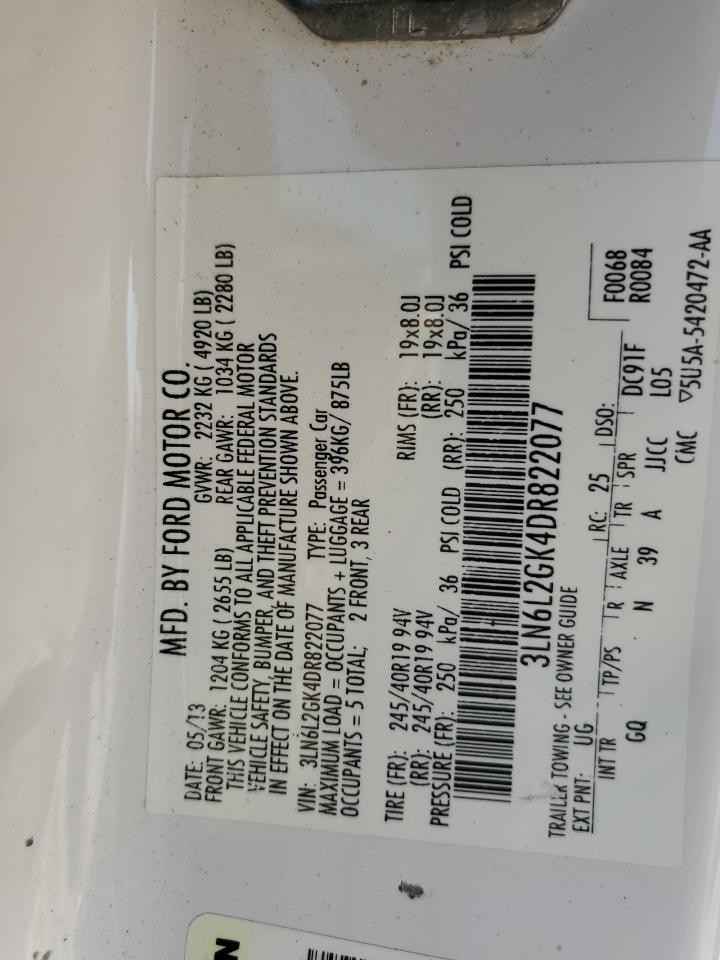 MFD. BY FORD MOTOR CO.
DATE: 05/13 GVWR: 2232 KG ( 4920 LB)
FRONT GAWR: 1204 KG ( 2655 LB) REAR GAWR: 1034 KG ( 2280 LB)
THIS VEHICLE CONFORMS TO ALL APPLICABLE FEDERAL MOTOR
VEHICLE SAFETY, BUMPER, AND THEFT PREVENTION STANDARDS
IN EFFECT ON THE DATE OF MANUFACTURE SHOWN ABOVE.
VIN: 3LN6L2GK4DR822077 TYPE: Passenger Car
MAXIMUM LOAD = OCCUPANTS + LUGGAGE = 396KG/ 875LB
OCCUPANTS = 5 TOTAL; 2 FRONT, 3 REAR
TIRE (FR): 245/40R19 94V RIMS (FR): 19x8.0J
(RR): 245/40R19 94V (RR): 19x8.0J
PRESSURE (FR): 250 kPa/ 36 PSI COLD (RR): 250 kPa/ 36 PSI COLD
3LN6L2GK4DR822077
TRAILER TOWING - SEE OWNER GUIDE
EXT PNT: UG RC: 25 DSO: F0068
R0084
INT TR TP/PS R AXLE TR SPR DC91F
GQ N 39 A JJCC L05
CMC ▽5U5A-5420472-AA
N